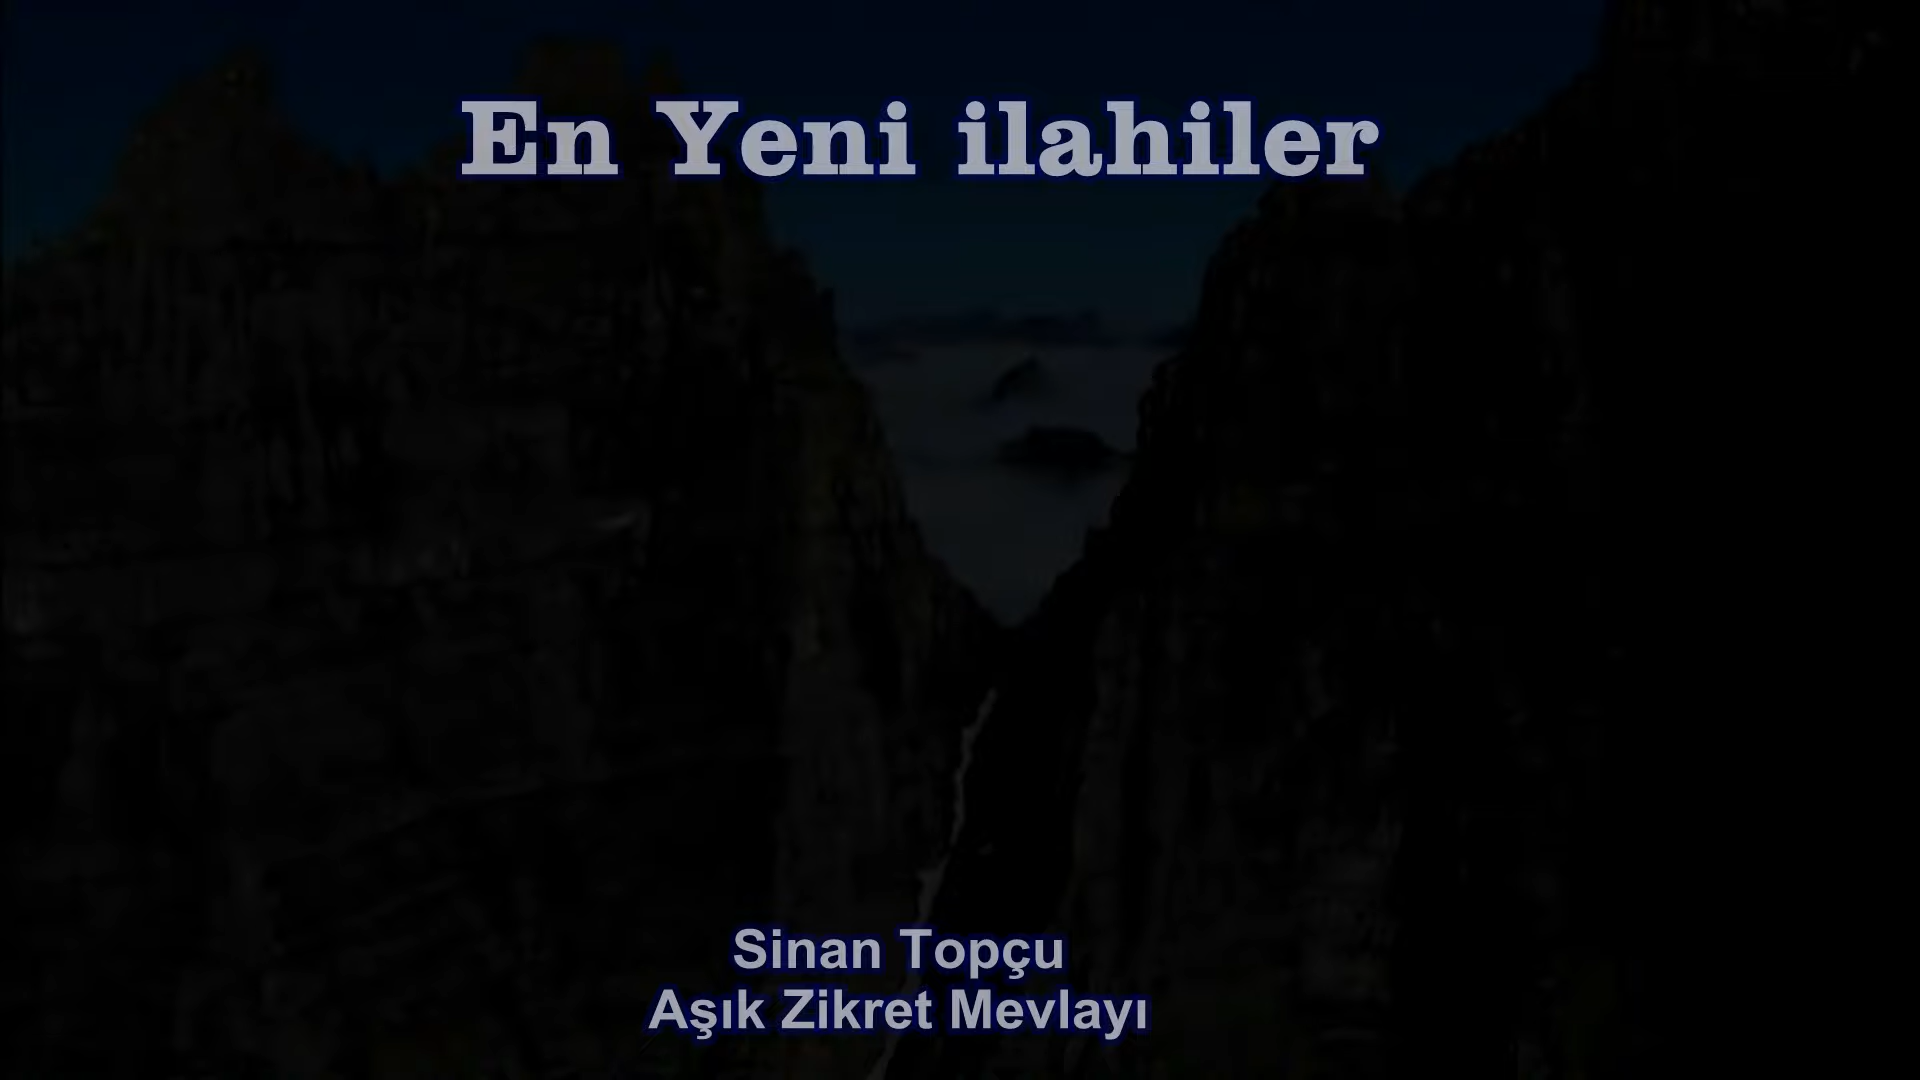 En Yeni ilahiler
Sinan Topçu
Aşık Zikret Mevlayı